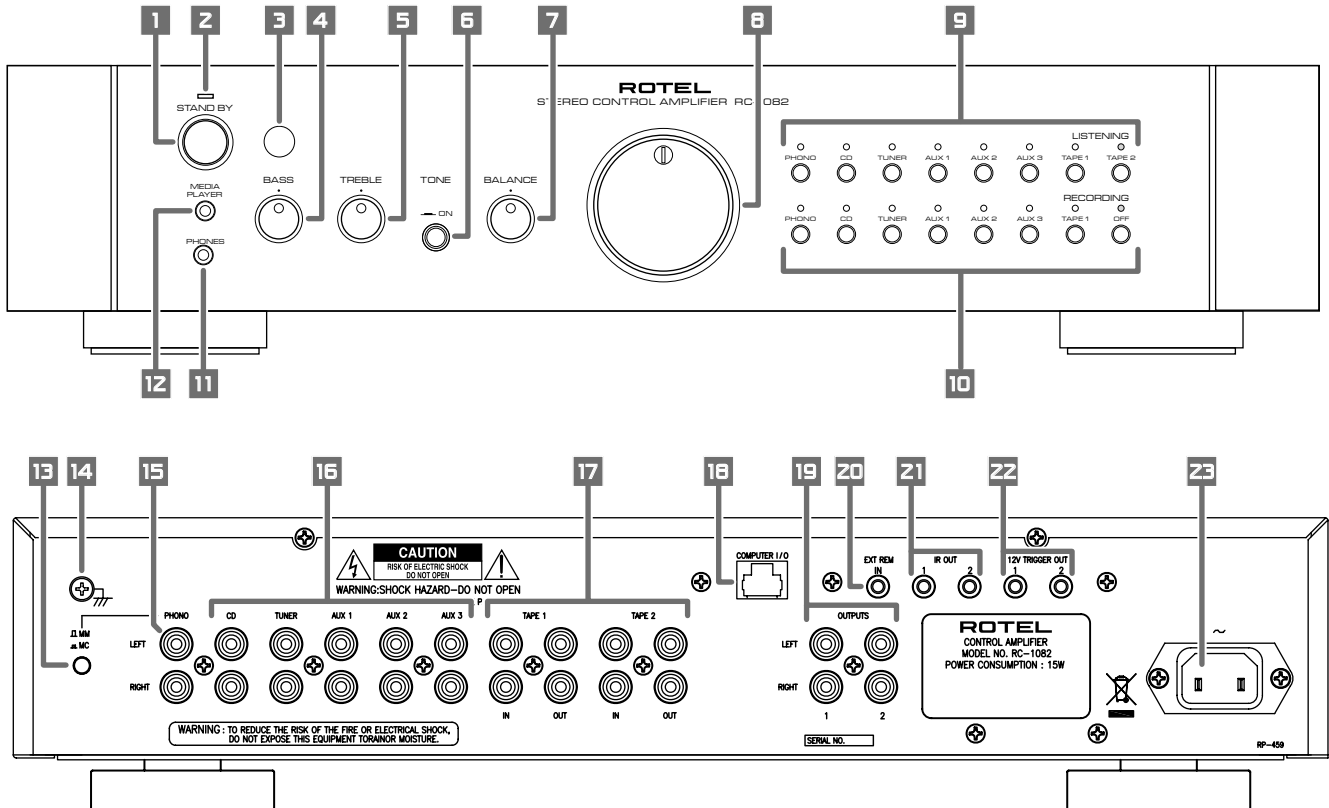 1 2 3 4 5 6 7 8 9
ROTEL
STEREO CONTROL AMPLIFIER RC-1082
STAND BY
LISTENING
PHONO CD TUNER AUX 1 AUX 2 AUX 3 TAPE 1 TAPE 2
MEDIA
PLAYER
BASS TREBLE TONE BALANCE
ON
RECORDING
PHONO CD TUNER AUX 1 AUX 2 AUX 3 TAPE 1 OFF
PHONES
12 11 10
13 14 15 16 17 18 19 20 21 22 23
CAUTION
RISK OF ELECTRIC SHOCK
DO NOT OPEN
WARNING:SHOCK HAZARD-DO NOT OPEN
P
COMPUTER I/O
EXT REM
IN
IR OUT
1 2
12V TRIGGER OUT
1 2
PHONO CD TUNER AUX 1 AUX 2 AUX 3 TAPE 1 TAPE 2
OUTPUTS
MM
MC
LEFT
RIGHT
IN OUT IN OUT
LEFT
RIGHT
1 2
ROTEL
CONTROL AMPLIFIER
MODEL NO. RC-1082
POWER CONSUMPTION : 15W
~
WARNING : TO REDUCE THE RISK OF THE FIRE OR ELECTRICAL SHOCK,
DO NOT EXPOSE THIS EQUIPMENT TORAINOR MOISTURE.
SERIAL NO.
RP-459